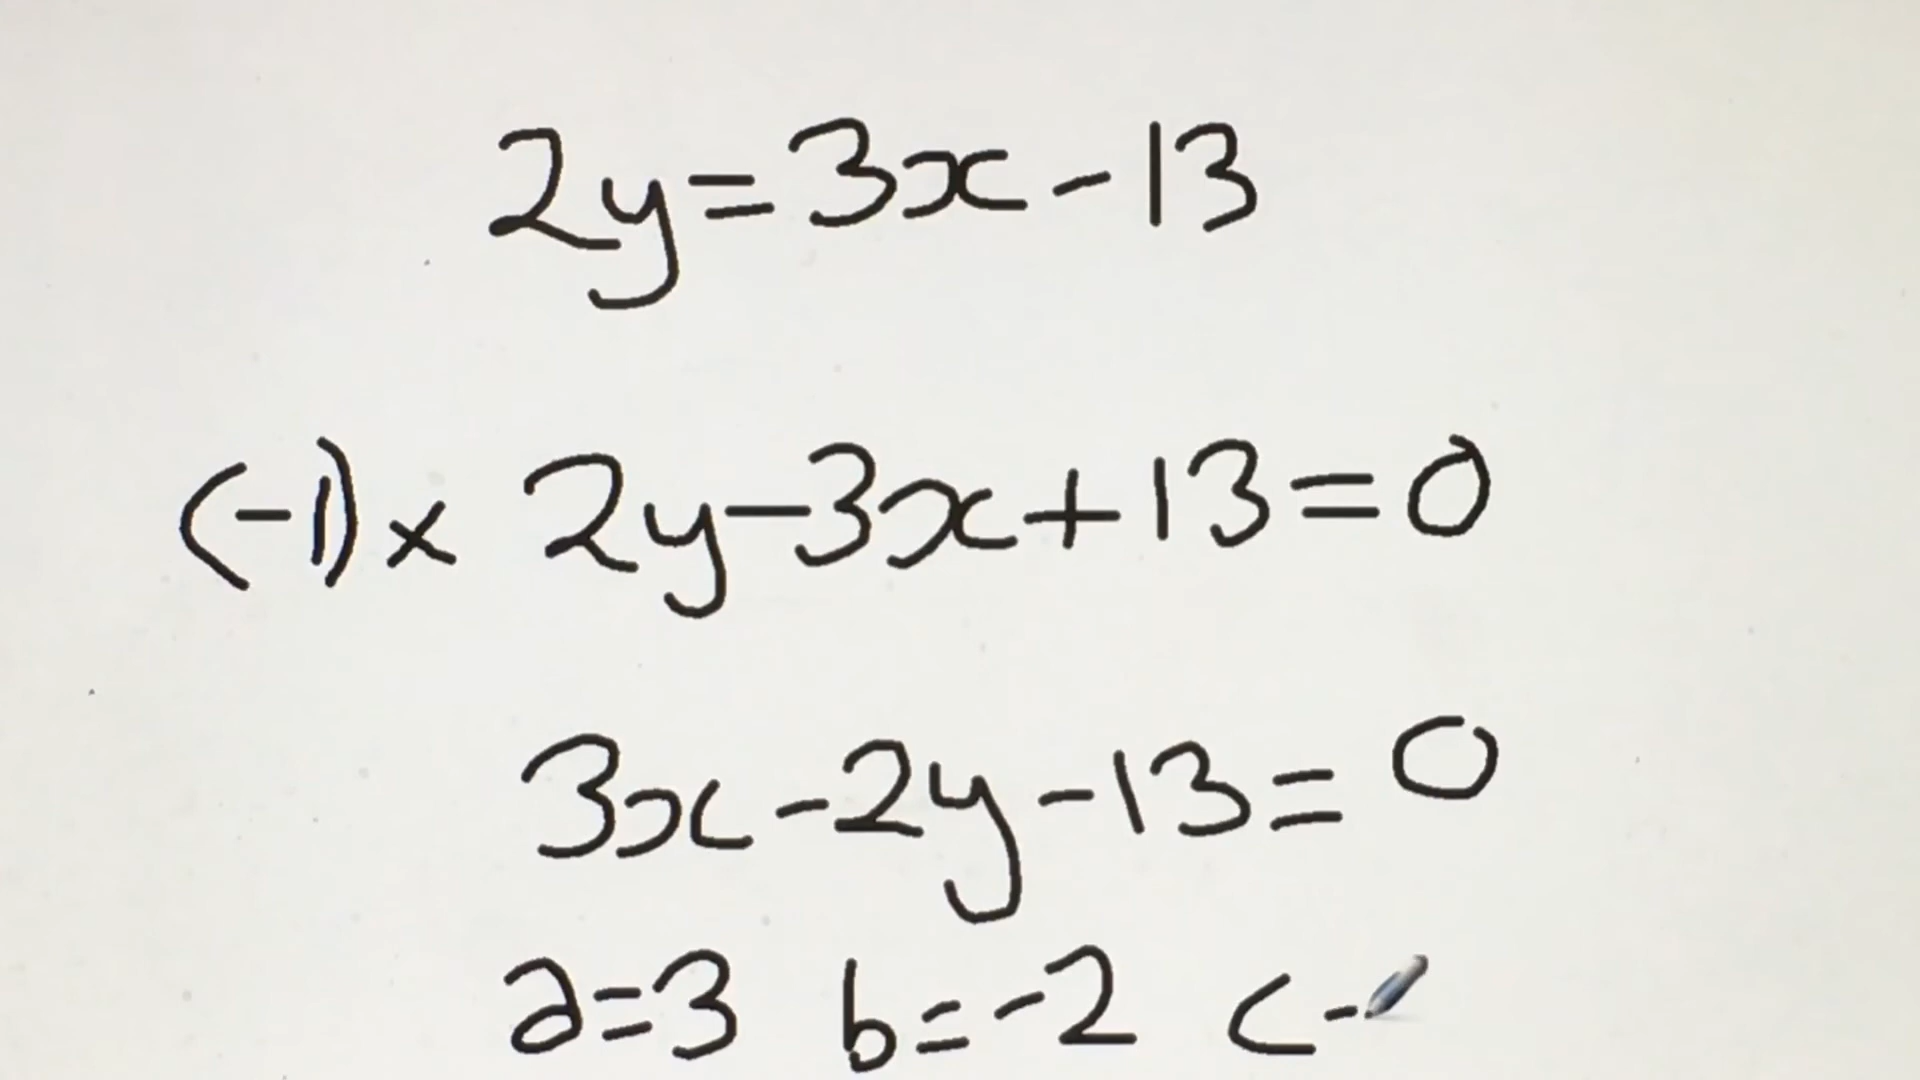 2y=3x-13
(-1)× 2y-3x+13=0
3x-2y-13=0
a=3 b=-2 c-